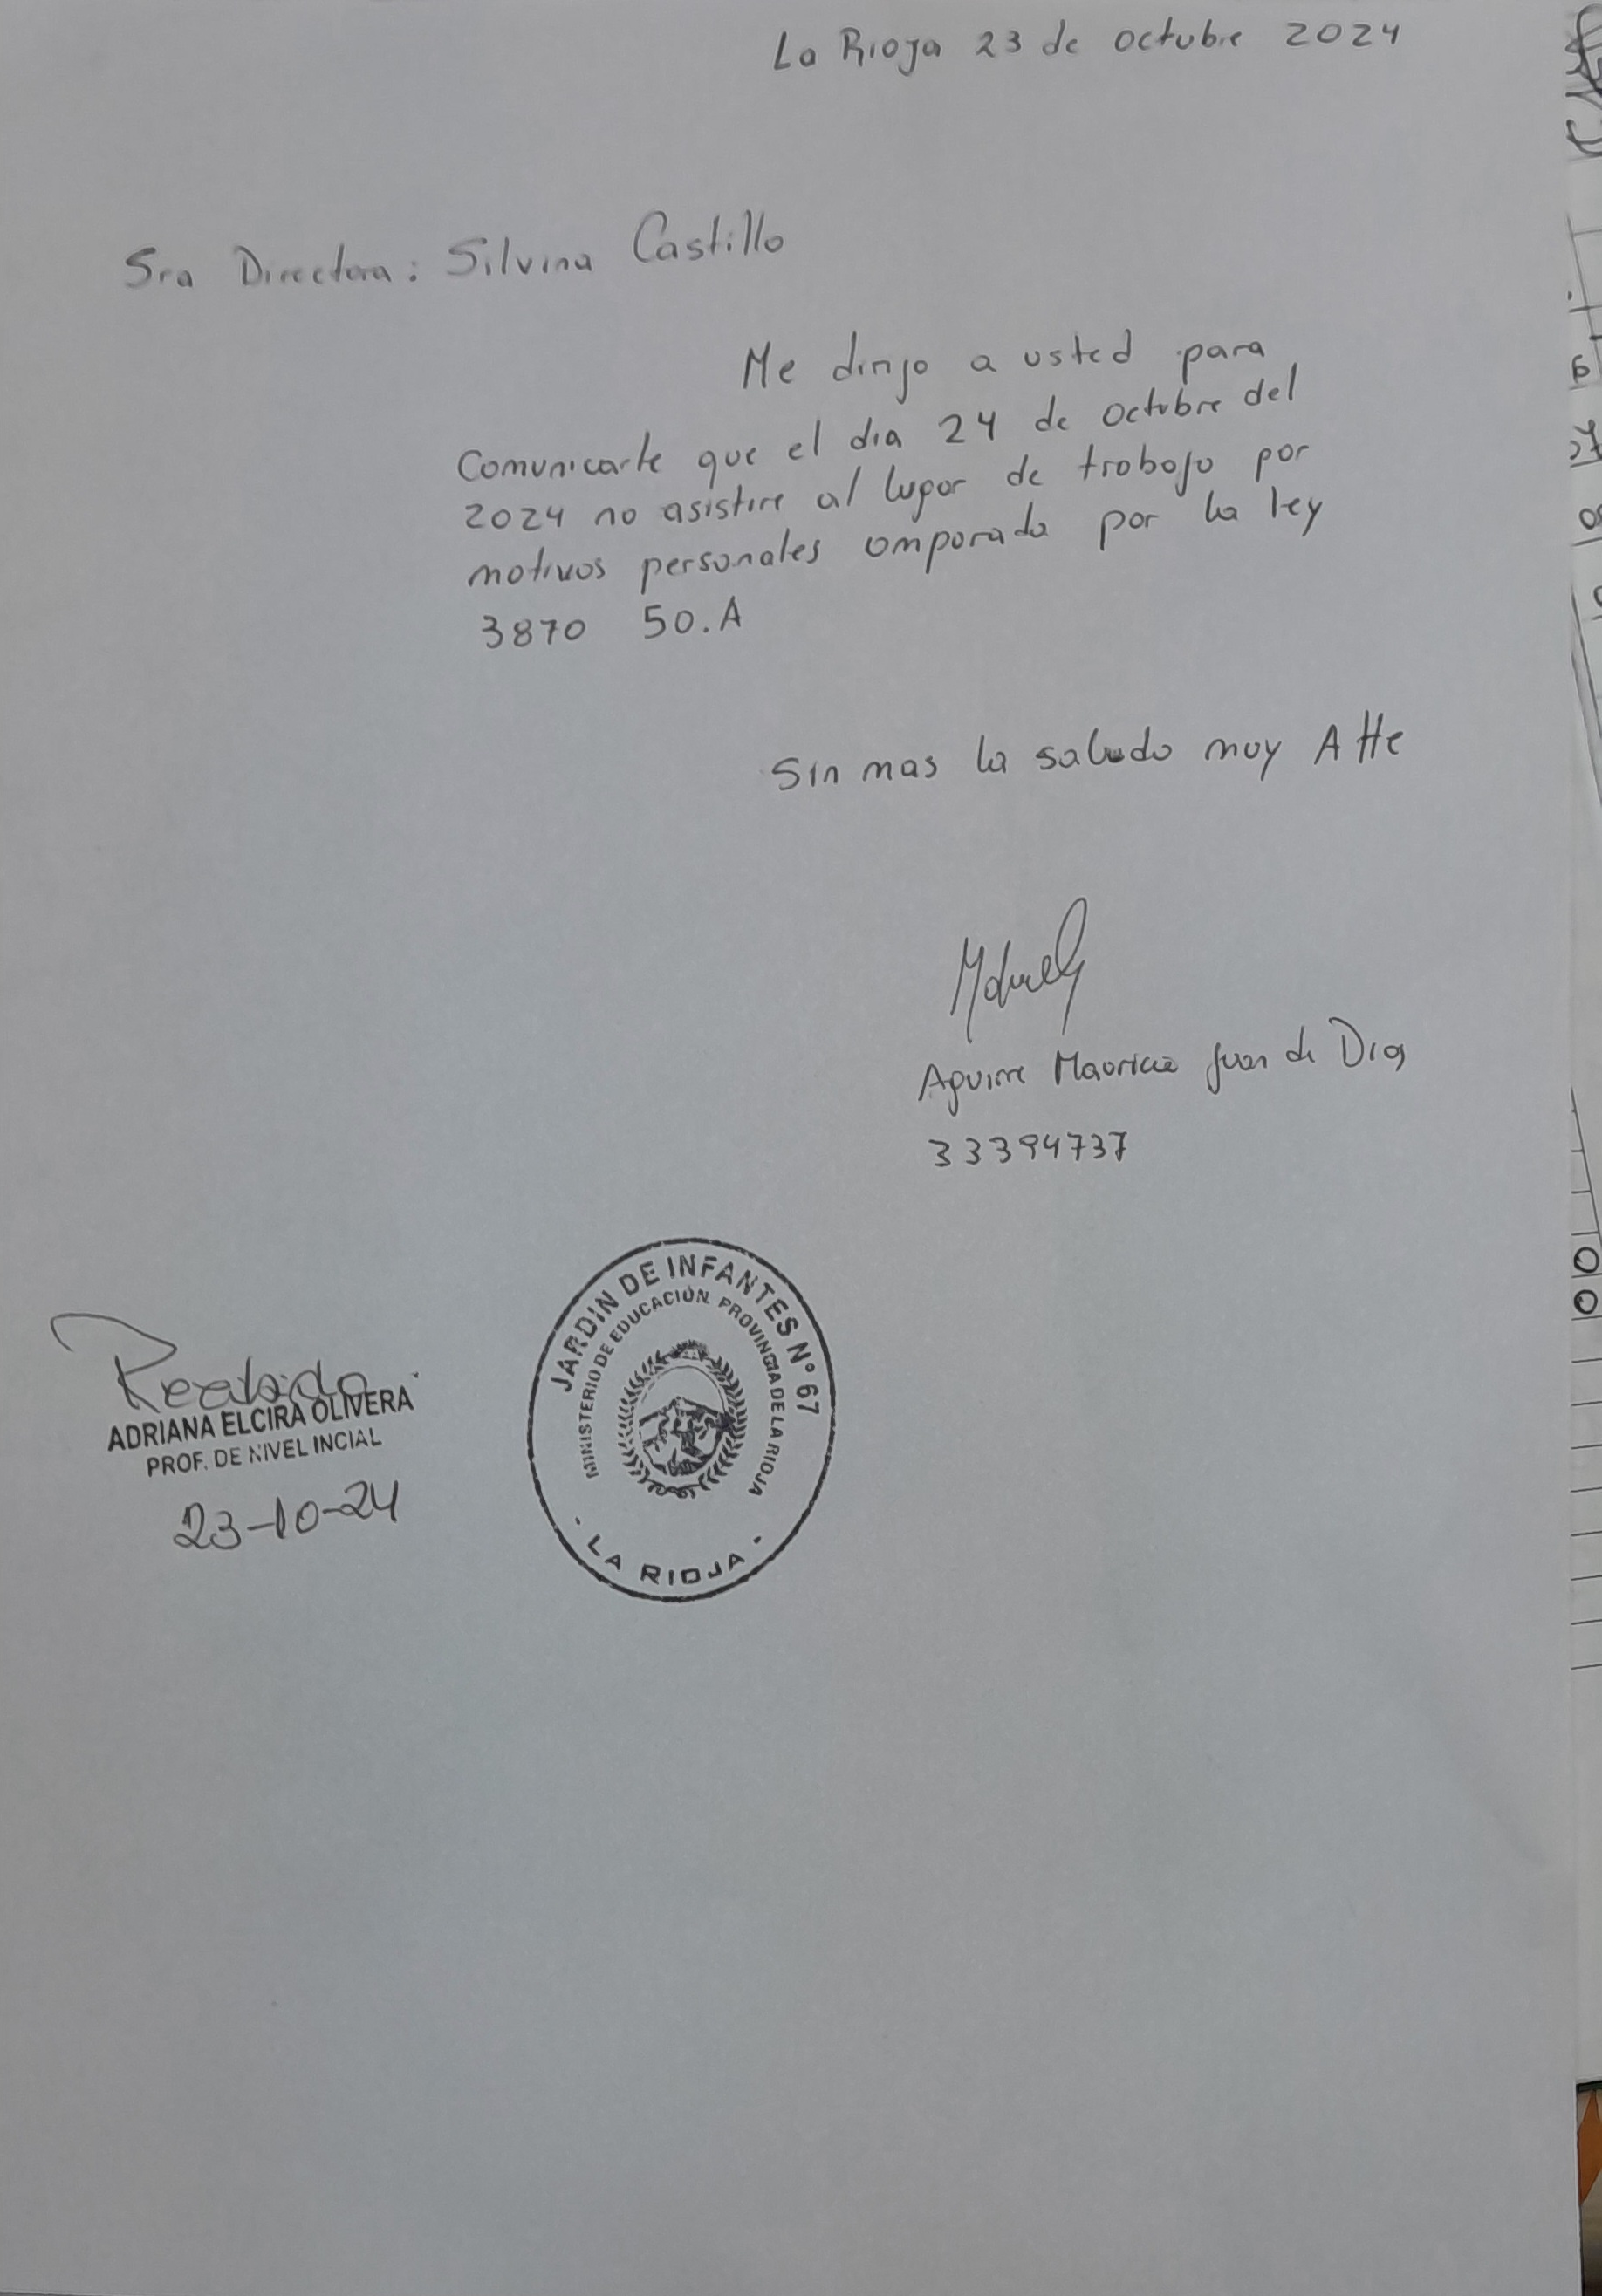 La Rioja 23 de octubre 2024
Sra Directora: Silvina Castillo
Me dirijo a usted para
Comunicarte que el dia 24 de octubre del
2024 no asistire al lugar de trabajo por
motivos personales amparado por la ley
3870 50.A
Sin mas la saludo muy Atte
Aguirre Mauricio Juan de Dios
33394737
JARDIN DE INFANTES N° 67
MINISTERIO DE EDUCACIÓN PROVINCIA DE LA RIOJA
· LA RIOJA ·
Recibido
ADRIANA ELCIRA OLIVERA
PROF. DE NIVEL INCIAL
23-10-24